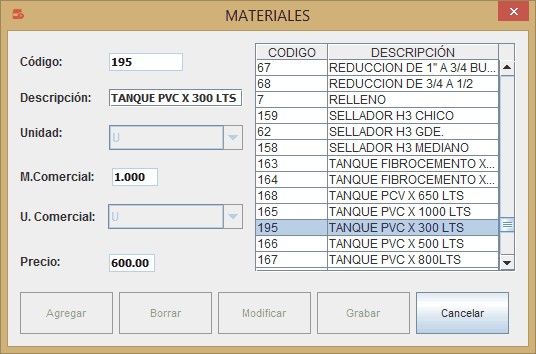 MATERIALES
Código: 195
Descripción: TANQUE PVC X 300 LTS
Unidad: U
M.Comercial: 1.000
U. Comercial: U
Precio: 600.00
CODIGO DESCRIPCIÓN
67 REDUCCION DE 1" A 3/4 BU...
68 REDUCCION DE 3/4 A 1/2
7 RELLENO
159 SELLADOR H3 CHICO
62 SELLADOR H3 GDE.
158 SELLADOR H3 MEDIANO
163 TANQUE FIBROCEMENTO X...
164 TANQUE FIBROCEMENTO X...
168 TANQUE PCV X 650 LTS
165 TANQUE PVC X 1000 LTS
195 TANQUE PVC X 300 LTS
166 TANQUE PVC X 500 LTS
167 TANQUE PVC X 800LTS
Agregar Borrar Modificar Grabar Cancelar